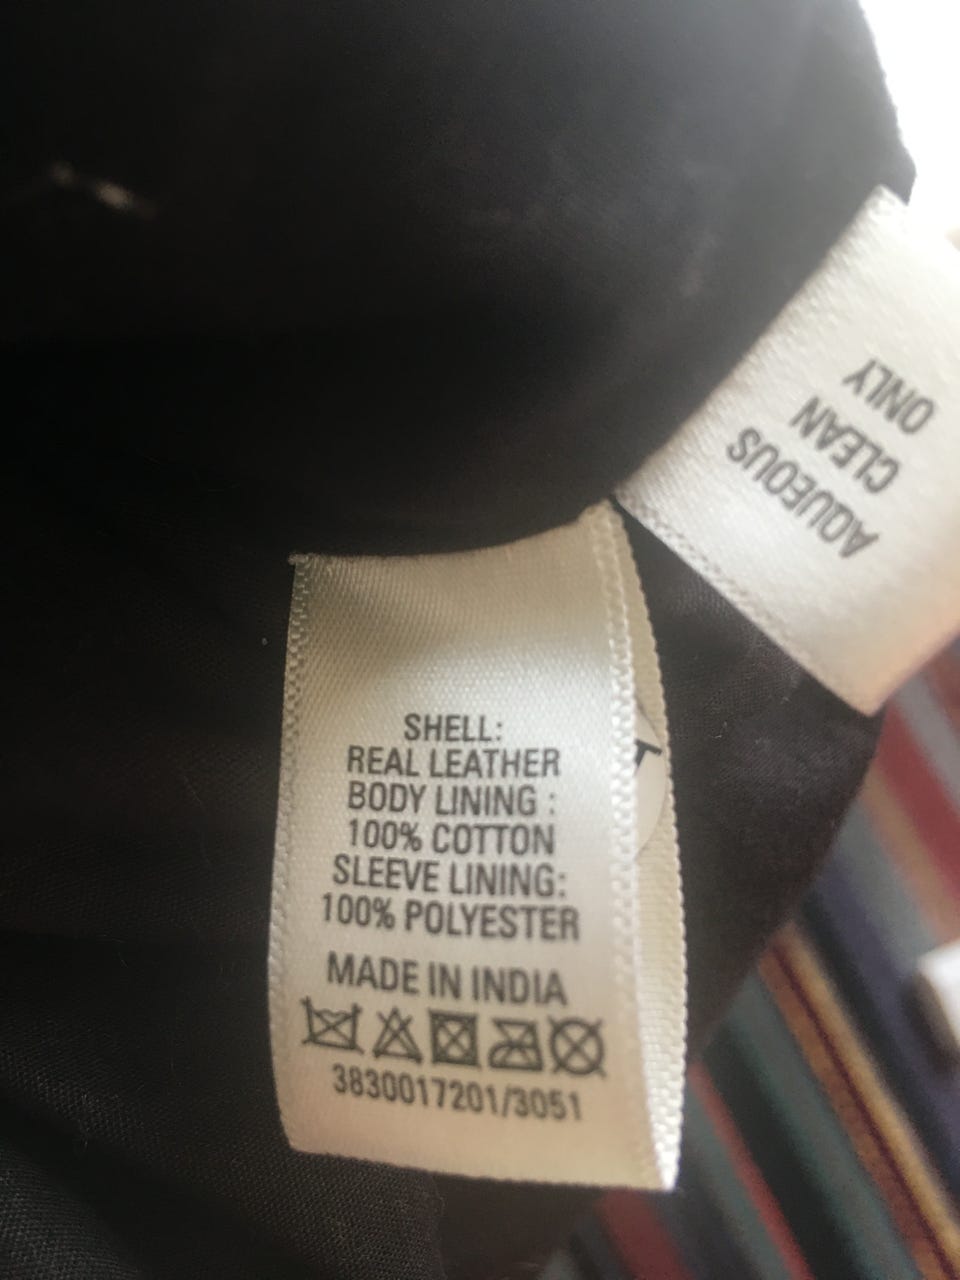 AQUEOUS
CLEAN
ONLY
SHELL:
REAL LEATHER
BODY LINING :
100% COTTON
SLEEVE LINING:
100% POLYESTER
MADE IN INDIA
3830017201/3051